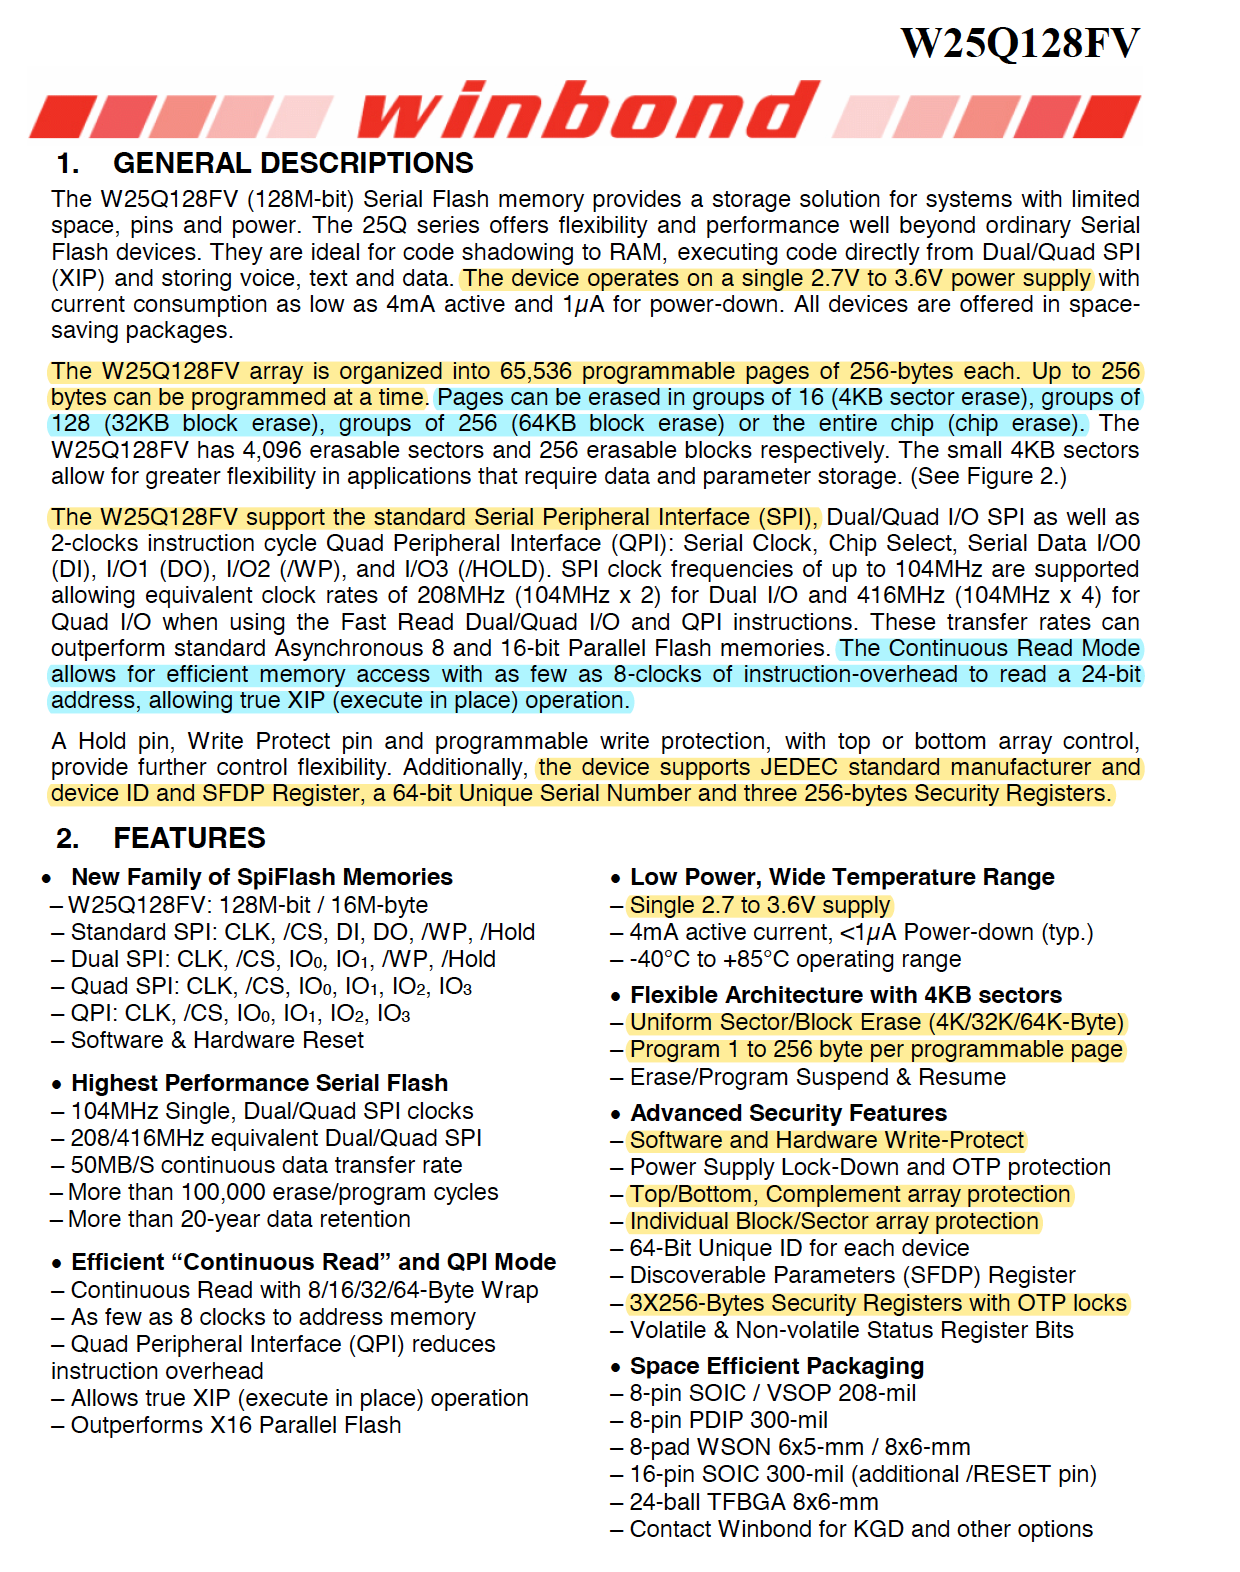 W25Q128FV
winbond
1. GENERAL DESCRIPTIONS
The W25Q128FV (128M-bit) Serial Flash memory provides a storage solution for systems with limited
space, pins and power. The 25Q series offers flexibility and performance well beyond ordinary Serial
Flash devices. They are ideal for code shadowing to RAM, executing code directly from Dual/Quad SPI
(XIP) and storing voice, text and data. The device operates on a single 2.7V to 3.6V power supply with
current consumption as low as 4mA active and 1µA for power-down. All devices are offered in space-
saving packages.
The W25Q128FV array is organized into 65,536 programmable pages of 256-bytes each. Up to 256
bytes can be programmed at a time. Pages can be erased in groups of 16 (4KB sector erase), groups of
128 (32KB block erase), groups of 256 (64KB block erase) or the entire chip (chip erase). The
W25Q128FV has 4,096 erasable sectors and 256 erasable blocks respectively. The small 4KB sectors
allow for greater flexibility in applications that require data and parameter storage. (See Figure 2.)
The W25Q128FV support the standard Serial Peripheral Interface (SPI), Dual/Quad I/O SPI as well as
2-clocks instruction cycle Quad Peripheral Interface (QPI): Serial Clock, Chip Select, Serial Data I/O0
(DI), I/O1 (DO), I/O2 (/WP), and I/O3 (/HOLD). SPI clock frequencies of up to 104MHz are supported
allowing equivalent clock rates of 208MHz (104MHz x 2) for Dual I/O and 416MHz (104MHz x 4) for
Quad I/O when using the Fast Read Dual/Quad I/O and QPI instructions. These transfer rates can
outperform standard Asynchronous 8 and 16-bit Parallel Flash memories. The Continuous Read Mode
allows for efficient memory access with as few as 8-clocks of instruction-overhead to read a 24-bit
address, allowing true XIP (execute in place) operation.
A Hold pin, Write Protect pin and programmable write protection, with top or bottom array control,
provide further control flexibility. Additionally, the device supports JEDEC standard manufacturer and
device ID and SFDP Register, a 64-bit Unique Serial Number and three 256-bytes Security Registers.
2. FEATURES
• New Family of SpiFlash Memories
– W25Q128FV: 128M-bit / 16M-byte
– Standard SPI: CLK, /CS, DI, DO, /WP, /Hold
– Dual SPI: CLK, /CS, IO0, IO1, /WP, /Hold
– Quad SPI: CLK, /CS, IO0, IO1, IO2, IO3
– QPI: CLK, /CS, IO0, IO1, IO2, IO3
– Software & Hardware Reset
• Highest Performance Serial Flash
– 104MHz Single, Dual/Quad SPI clocks
– 208/416MHz equivalent Dual/Quad SPI
– 50MB/S continuous data transfer rate
– More than 100,000 erase/program cycles
– More than 20-year data retention
• Efficient “Continuous Read” and QPI Mode
– Continuous Read with 8/16/32/64-Byte Wrap
– As few as 8 clocks to address memory
– Quad Peripheral Interface (QPI) reduces
instruction overhead
– Allows true XIP (execute in place) operation
– Outperforms X16 Parallel Flash
• Low Power, Wide Temperature Range
– Single 2.7 to 3.6V supply
– 4mA active current, <1µA Power-down (typ.)
– -40°C to +85°C operating range
• Flexible Architecture with 4KB sectors
– Uniform Sector/Block Erase (4K/32K/64K-Byte)
– Program 1 to 256 byte per programmable page
– Erase/Program Suspend & Resume
• Advanced Security Features
– Software and Hardware Write-Protect
– Power Supply Lock-Down and OTP protection
– Top/Bottom, Complement array protection
– Individual Block/Sector array protection
– 64-Bit Unique ID for each device
– Discoverable Parameters (SFDP) Register
– 3X256-Bytes Security Registers with OTP locks
– Volatile & Non-volatile Status Register Bits
• Space Efficient Packaging
– 8-pin SOIC / VSOP 208-mil
– 8-pin PDIP 300-mil
– 8-pad WSON 6x5-mm / 8x6-mm
– 16-pin SOIC 300-mil (additional /RESET pin)
– 24-ball TFBGA 8x6-mm
– Contact Winbond for KGD and other options